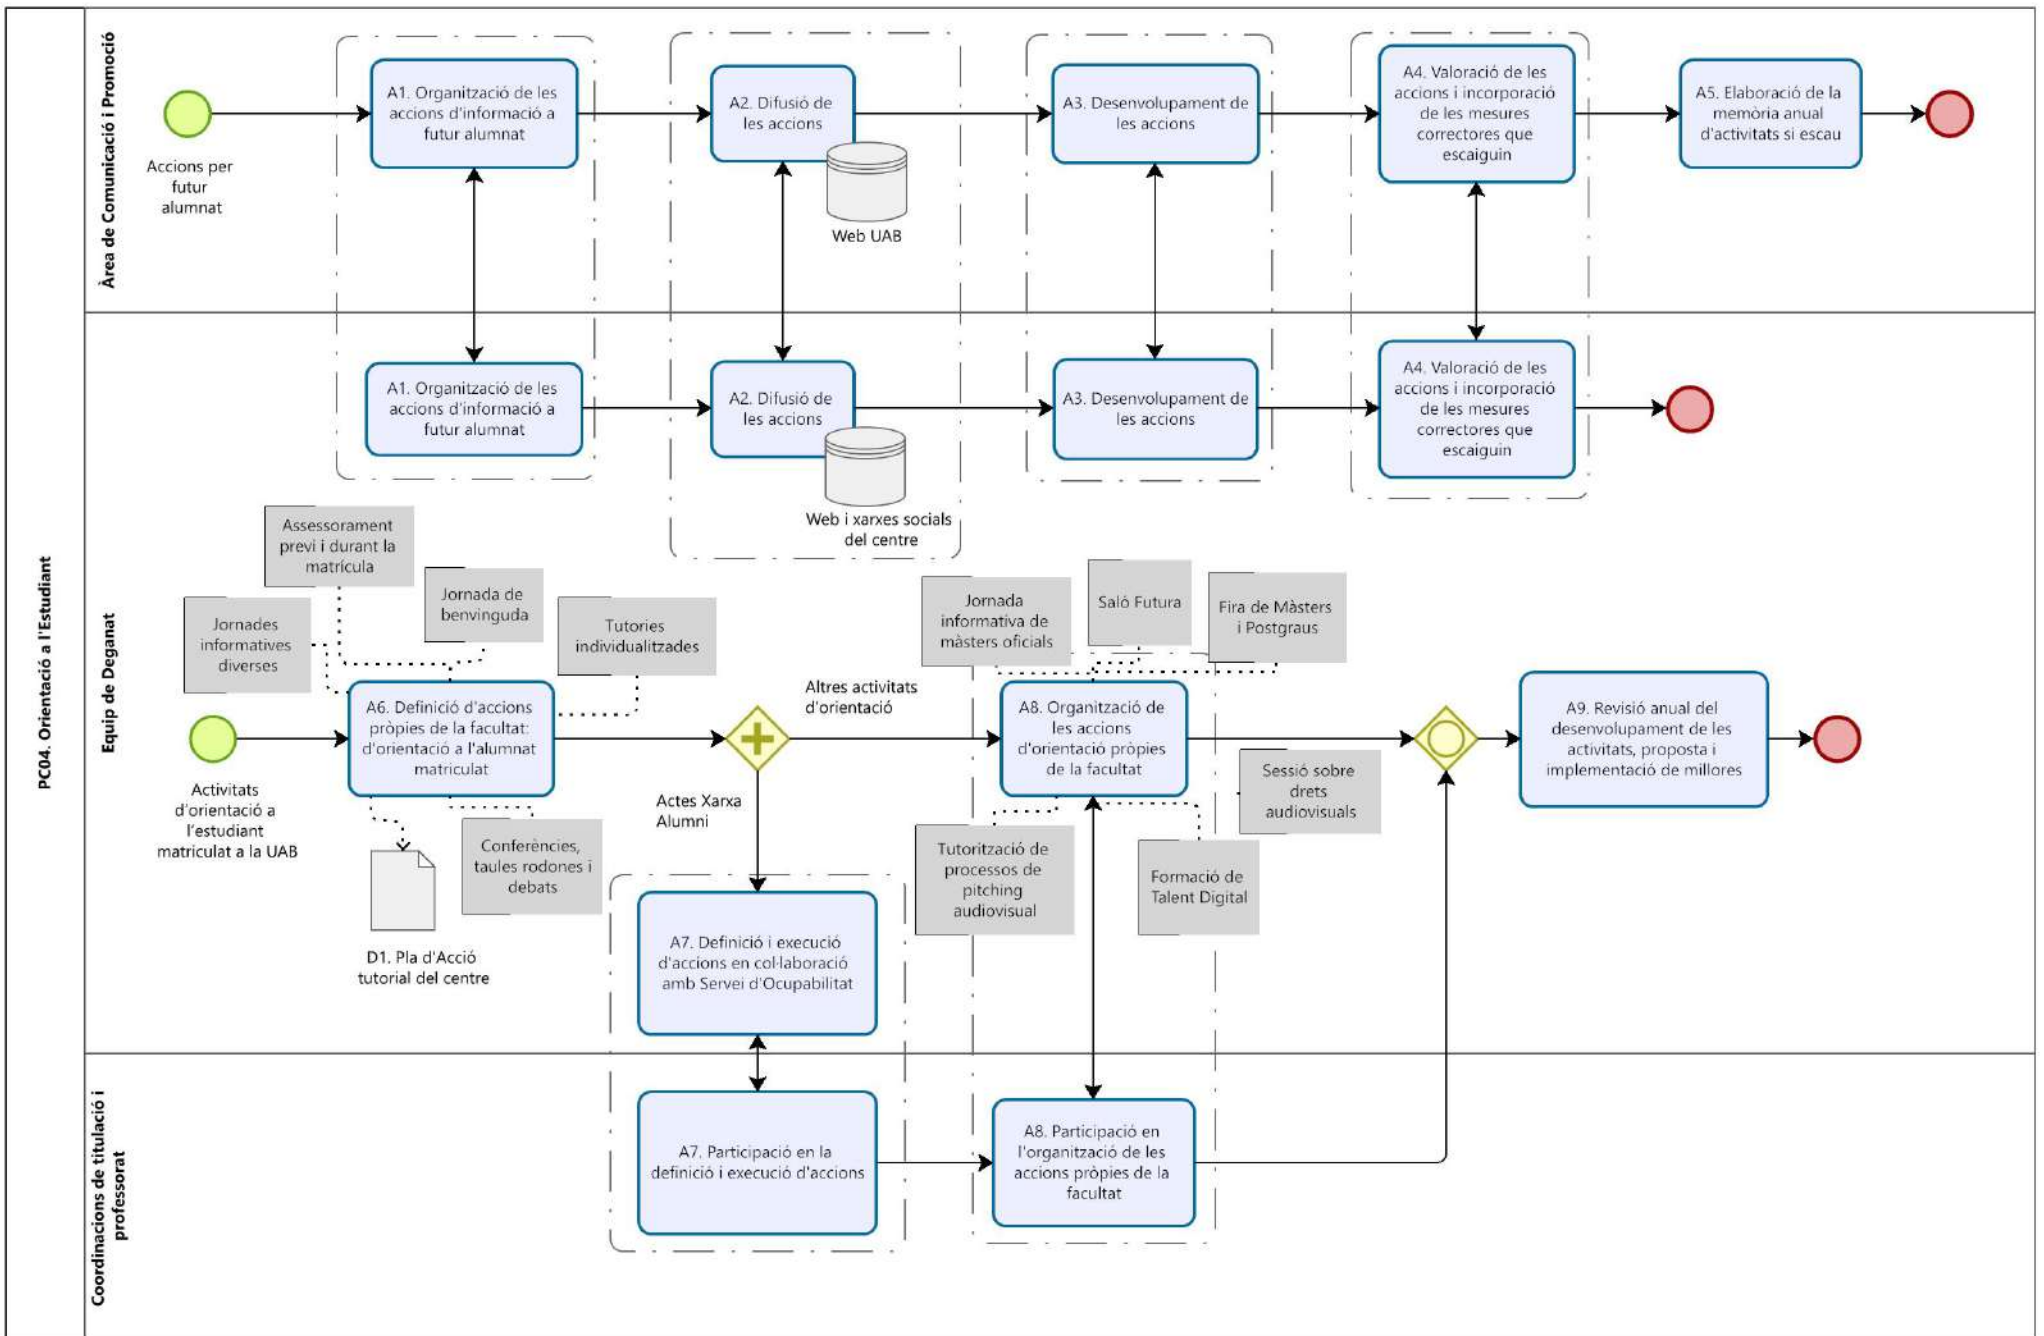 PC04. Orientació a l'Estudiant
Àrea de Comunicació i Promoció
Accions per
futur
alumnat
A1. Organització de les
accions d'informació a
futur alumnat
A2. Difusió de
les accions
Web UAB
A3. Desenvolupament de
les accions
A4. Valoració de les
accions i incorporació
de les mesures
correctores que
escaiguin
A5. Elaboració de la
memòria anual
d'activitats si escau
Equip de Deganat
A1. Organització de les
accions d'informació a
futur alumnat
A2. Difusió de
les accions
Web i xarxes socials
del centre
A3. Desenvolupament de
les accions
A4. Valoració de les
accions i incorporació
de les mesures
correctores que
escaiguin
Assessorament
previ i durant la
matrícula
Jornades
informatives
diverses
Jornada de
benvinguda
Tutories
individualitzades
Activitats
d'orientació a
l'estudiant
matriculat a la UAB
A6. Definició d'accions
pròpies de la facultat:
d'orientació a l'alumnat
matriculat
D1. Pla d'Acció
tutorial del centre
Conferències,
taules rodones i
debats
Altres activitats
d'orientació
Actes Xarxa
Alumni
A7. Definició i execució
d'accions en col·laboració
amb Servei d'Ocupabilitat
Jornada
informativa de
màsters oficials
Saló Futura
Fira de Màsters
i Postgraus
A8. Organització de
les accions
d'orientació pròpies
de la facultat
Tutorització de
processos de
pitching
audiovisual
Formació de
Talent Digital
Sessió sobre
drets
audiovisuals
A9. Revisió anual del
desenvolupament de les
activitats, proposta i
implementació de millores
Coordinacions de titulació i
professorat
A7. Participació en la
definició i execució d'accions
A8. Participació en
l'organització de les
accions pròpies de la
facultat